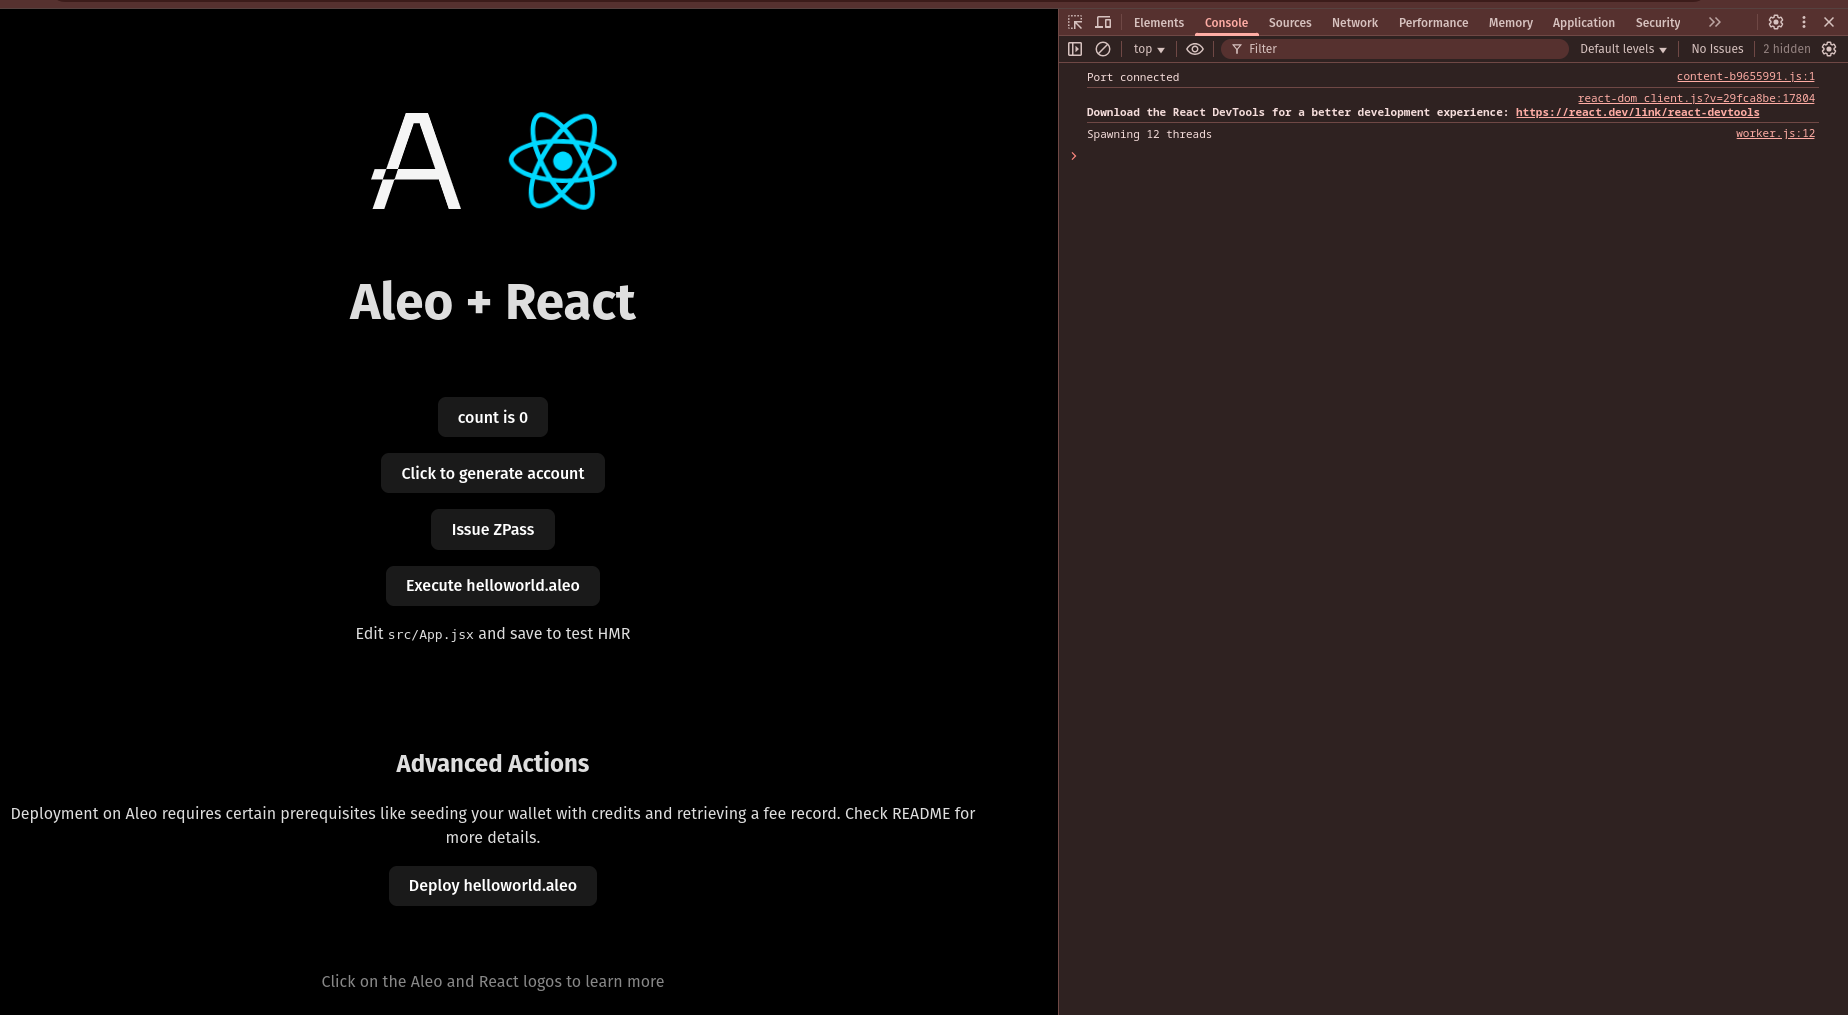 Aleo + React
count is 0
Click to generate account
Issue ZPass
Execute helloworld.aleo
Edit src/App.jsx and save to test HMR
Advanced Actions
Deployment on Aleo requires certain prerequisites like seeding your wallet with credits and retrieving a fee record. Check README for
more details.
Deploy helloworld.aleo
Click on the Aleo and React logos to learn more
Elements Console Sources Network Performance Memory Application Security
top Filter Default levels No Issues 2 hidden
Port connected content-b9655991.js:1
react-dom_client.js?v=29fca8be:17804
Download the React DevTools for a better development experience: https://react.dev/link/react-devtools
Spawning 12 threads worker.js:12